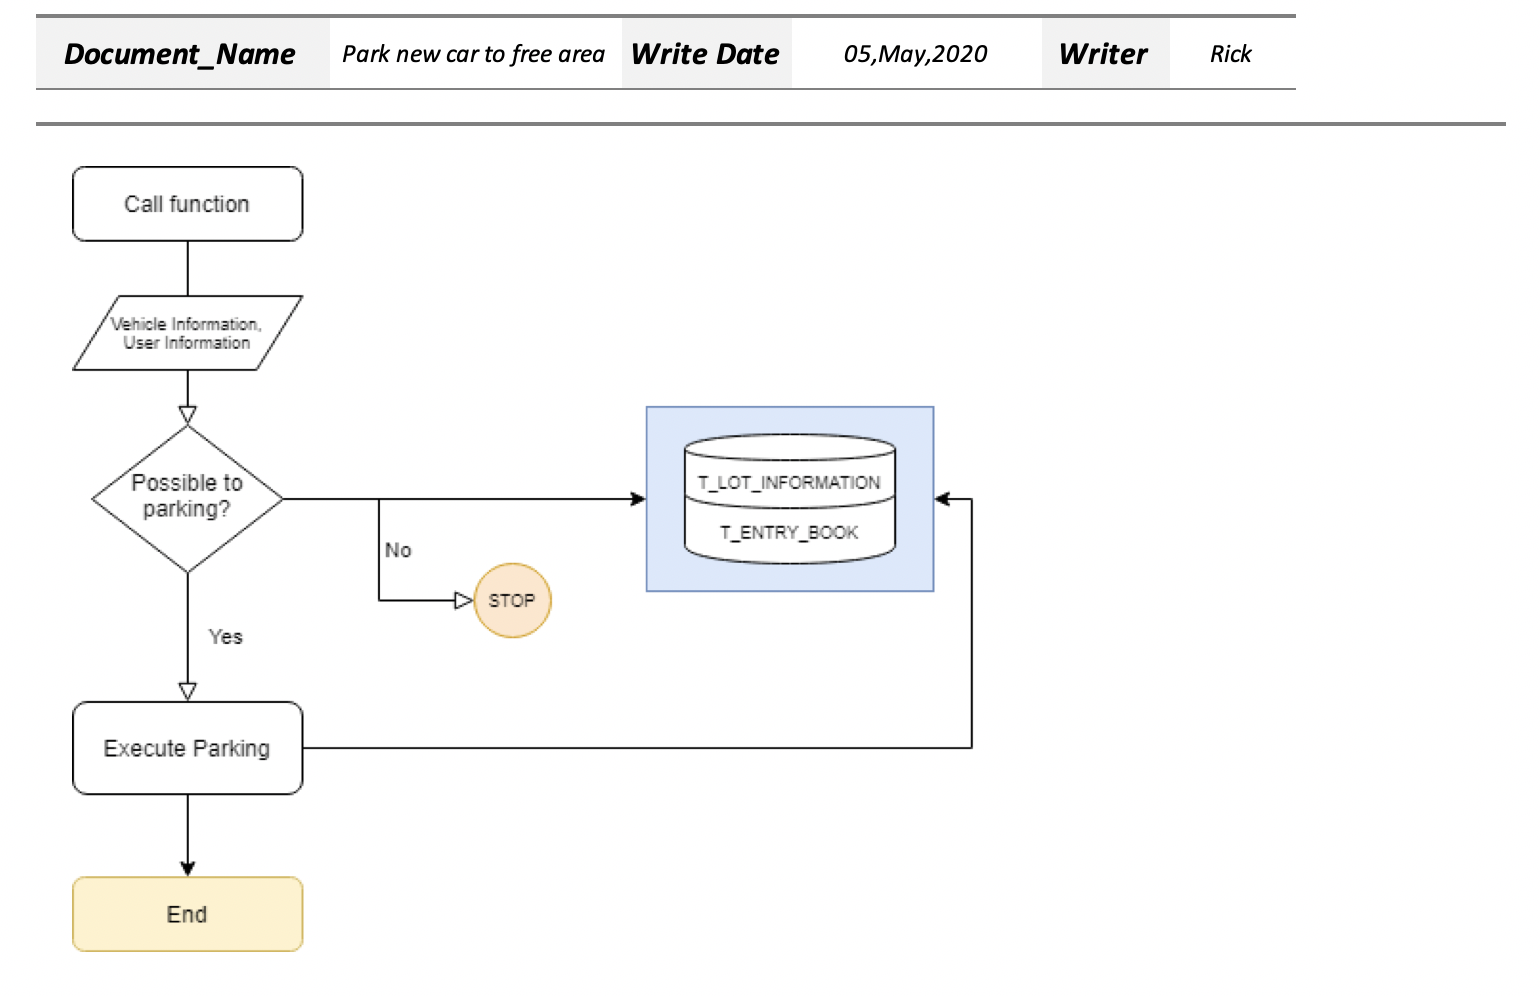 Document_Name Park new car to free area Write Date 05,May,2020 Writer Rick
Call function
Vehicle Information,
User Information
Possible to
parking?
T_LOT_INFORMATION
T_ENTRY_BOOK
No
STOP
Yes
Execute Parking
End